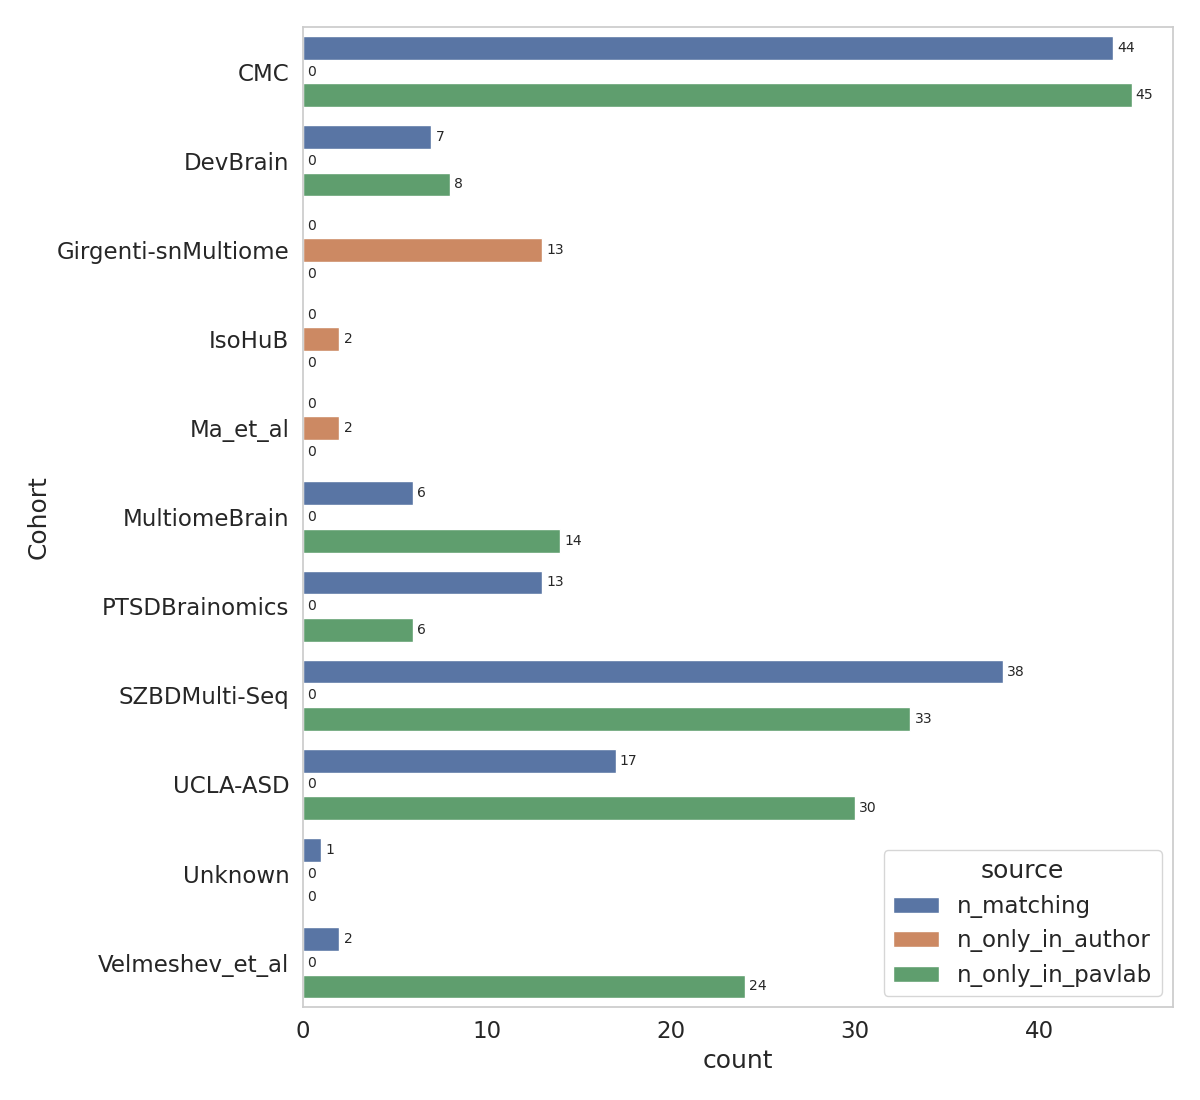 CMC
44
0
45
DevBrain
7
0
8
Girgenti-snMultiome
0
13
0
IsoHuB
0
2
0
Ma_et_al
0
2
0
MultiomeBrain
6
0
14
PTSDBrainomics
13
0
6
SZBDMulti-Seq
38
0
33
UCLA-ASD
17
0
30
Unknown
1
0
0
Velmeshev_et_al
2
0
24
Cohort
0 10 20 30 40
count
source
n_matching
n_only_in_author
n_only_in_pavlab